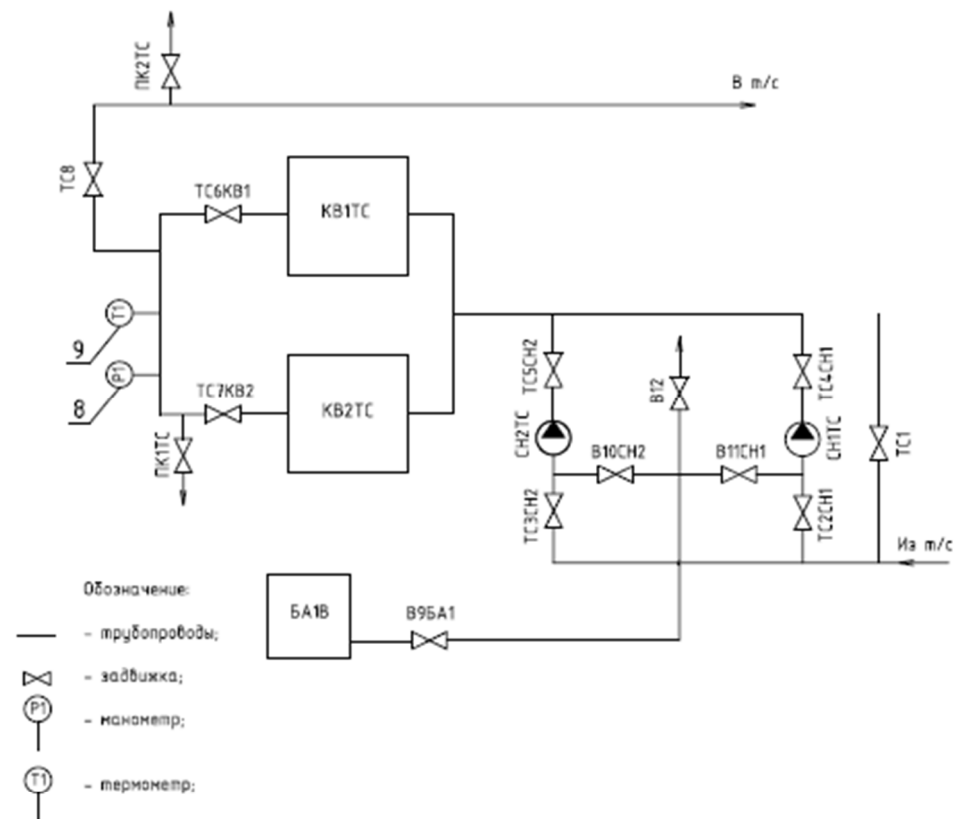 ПК2ТС
В т/с
ТС8
ТС6КВ1
КВ1ТС
Т1
9
Р1
8
ТС7КВ2
КВ2ТС
ПК1ТС
ТС5СН2
В12
ТС4СН1
СН2ТС
СН1ТС
ТС1
В10СН2
В11СН1
ТС3СН2
ТС2СН1
Из т/с
БА1В
В9БА1
Обозначение:
- трубопроводы;
- задвижка;
Р1
- манометр;
Т1
- термометр;